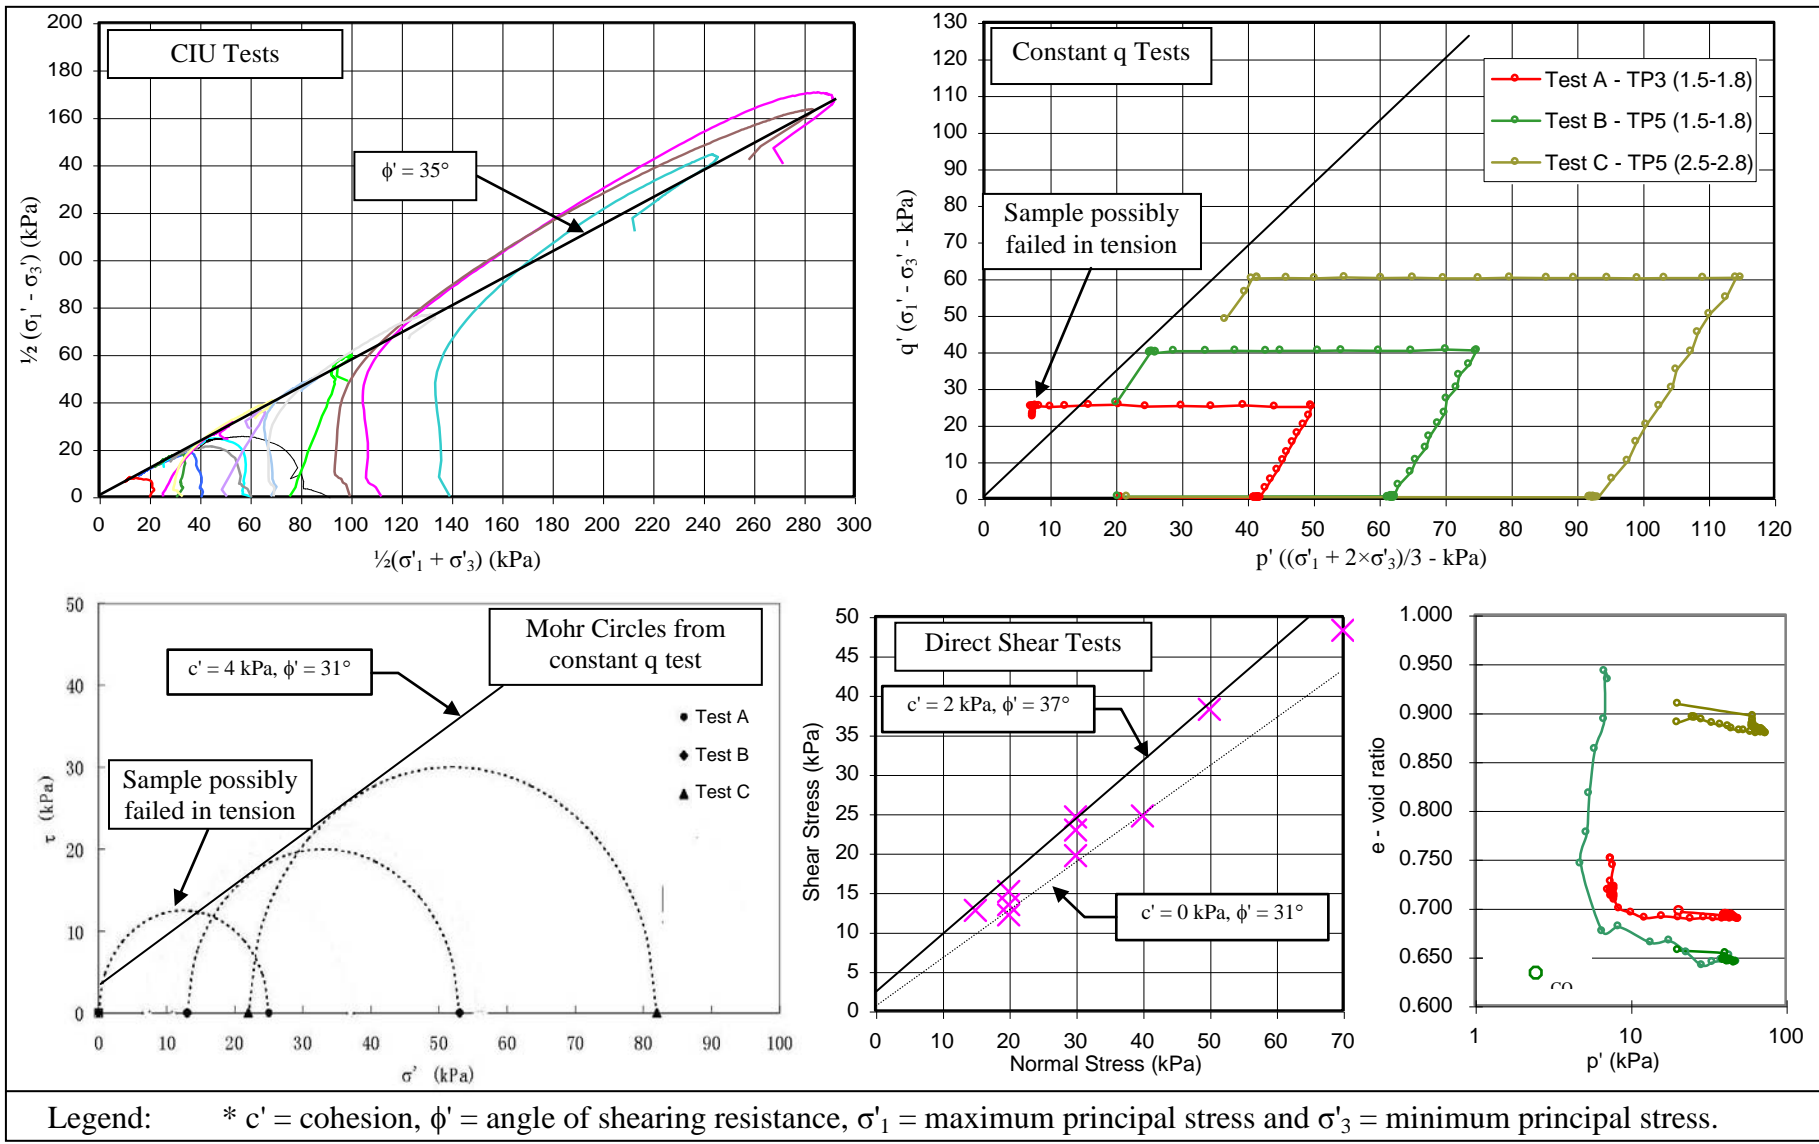 CIU Tests
200
80
180
60
160
40
20
00
80
60
40
20
0
ϕ' = 35°
½ (σ₁' - σ₃') (kPa)
0 20 40 60 80 100 120 140 160 180 200 220 240 260 280 300
½(σ'₁ + σ'₃) (kPa)
Constant q Tests
130
120
110
100
90
80
70
60
50
40
30
20
10
0
q' (σ₁' - σ₃' - kPa)
Test A - TP3 (1.5-1.8)
Test B - TP5 (1.5-1.8)
Test C - TP5 (2.5-2.8)
Sample possibly
failed in tension
0 10 20 30 40 50 60 70 80 90 100 110 120
p' ((σ'₁ + 2×σ'₃)/3 - kPa)
Mohr Circles from
constant q test
50
40
30
20
10
0
τ (kPa)
c' = 4 kPa, ϕ' = 31°
Test A
Test B
Test C
Sample possibly
failed in tension
0 10 20 30 40 50 60 70 80 90 100
σ' (kPa)
Direct Shear Tests
50
45
40
35
30
25
20
15
10
5
0
Shear Stress (kPa)
c' = 2 kPa, ϕ' = 37°
c' = 0 kPa, ϕ' = 31°
0 10 20 30 40 50 60 70
Normal Stress (kPa)
1.000
0.950
0.900
0.850
0.800
0.750
0.700
0.650
0.600
e - void ratio
1 10 100
p' (kPa)
Legend: * c' = cohesion, ϕ' = angle of shearing resistance, σ'₁ = maximum principal stress and σ'₃ = minimum principal stress.